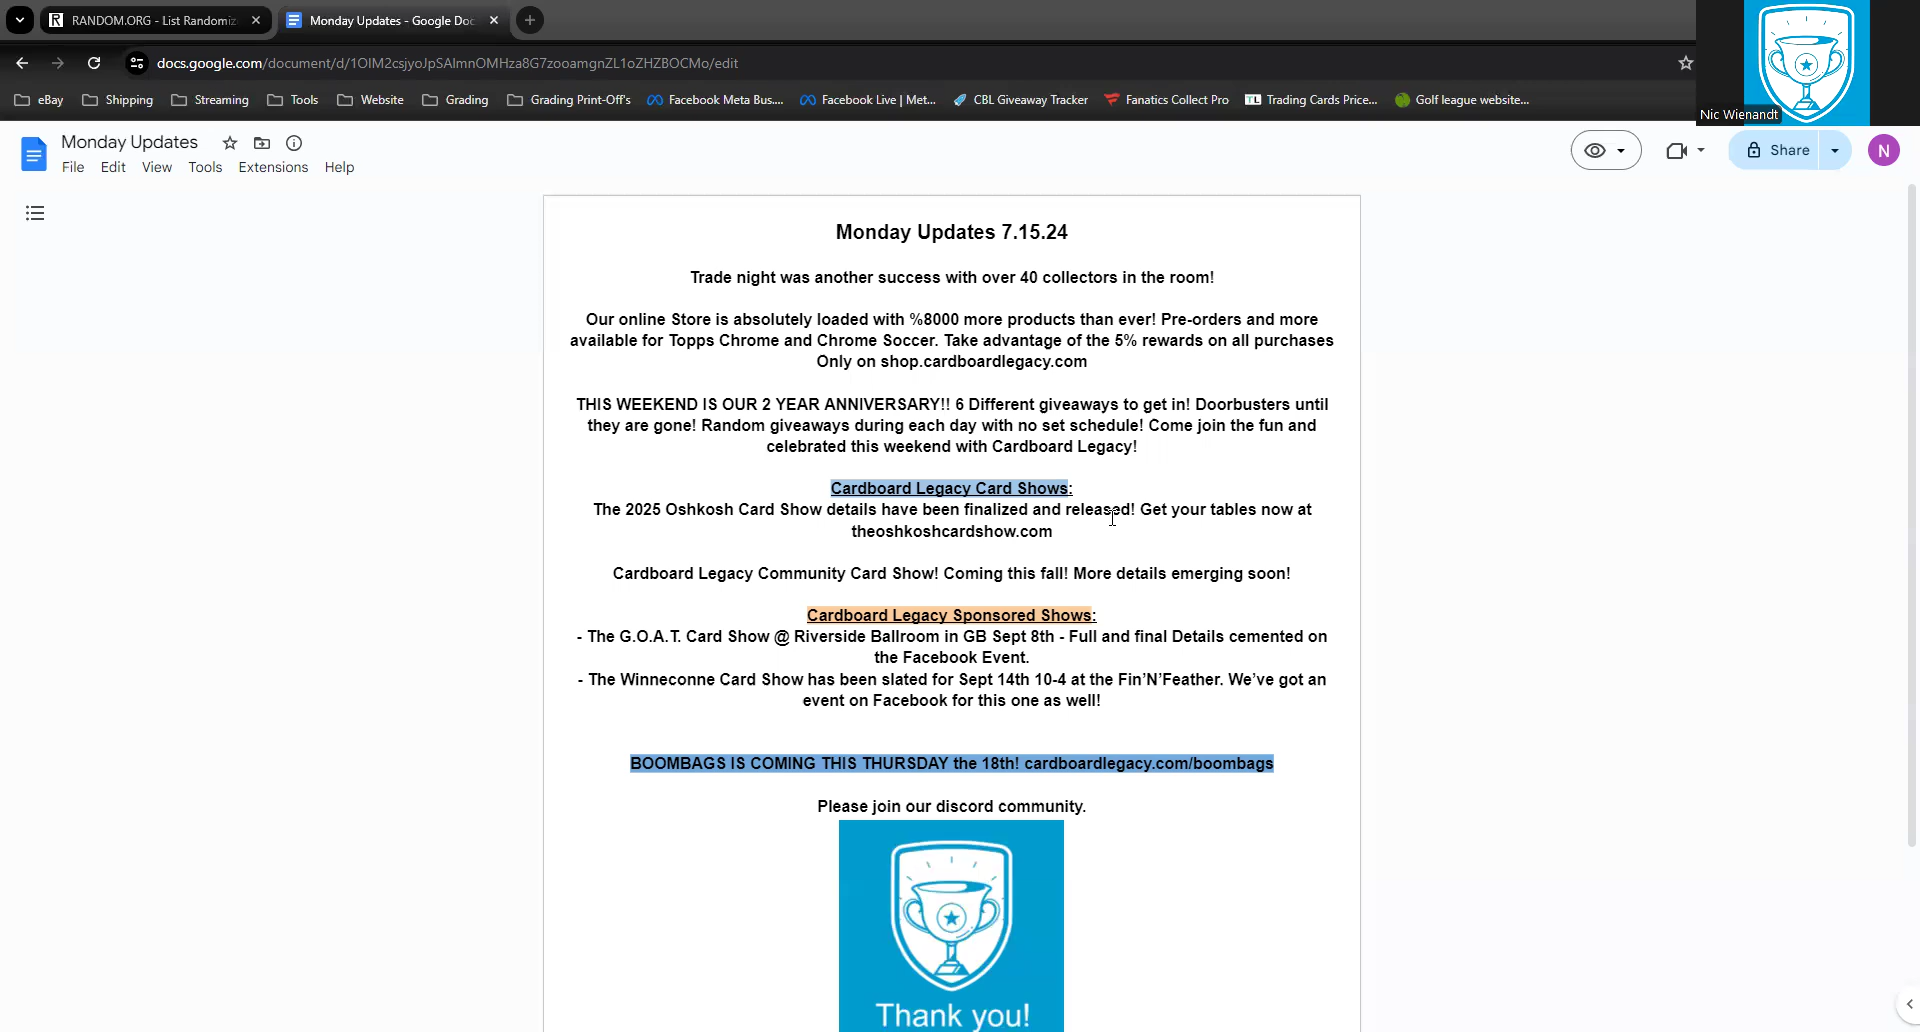 RANDOM.ORG - List Randomiz
Monday Updates - Google Doc
docs.google.com/document/d/1OIM2csjyoJpSAlmnOMHza8G7zooamgnZL1oZHZBOCMo/edit
eBay Shipping Streaming Tools Website Grading Grading Print-Off's Facebook Meta Bus.... Facebook Live | Met... CBL Giveaway Tracker Fanatics Collect Pro TL Trading Cards Price... Golf league website...
Nic Wienandt
Monday Updates
File Edit View Tools Extensions Help
Share
N
Monday Updates 7.15.24
Trade night was another success with over 40 collectors in the room!
Our online Store is absolutely loaded with %8000 more products than ever! Pre-orders and more
available for Topps Chrome and Chrome Soccer. Take advantage of the 5% rewards on all purchases
Only on shop.cardboardlegacy.com
THIS WEEKEND IS OUR 2 YEAR ANNIVERSARY!! 6 Different giveaways to get in! Doorbusters until
they are gone! Random giveaways during each day with no set schedule! Come join the fun and
celebrated this weekend with Cardboard Legacy!
Cardboard Legacy Card Shows:
The 2025 Oshkosh Card Show details have been finalized and released! Get your tables now at
theoshkoshcardshow.com
Cardboard Legacy Community Card Show! Coming this fall! More details emerging soon!
Cardboard Legacy Sponsored Shows:
- The G.O.A.T. Card Show @ Riverside Ballroom in GB Sept 8th - Full and final Details cemented on
the Facebook Event.
- The Winneconne Card Show has been slated for Sept 14th 10-4 at the Fin’N’Feather. We’ve got an
event on Facebook for this one as well!
BOOMBAGS IS COMING THIS THURSDAY the 18th! cardboardlegacy.com/boombags
Please join our discord community.
Thank you!